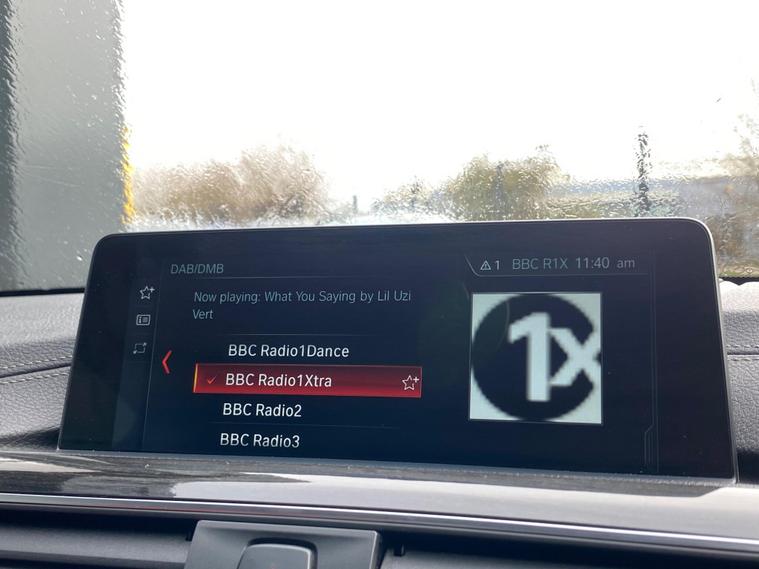 DAB/DMB
1 BBC R1X 11:40 am
Now playing: What You Saying by Lil Uzi
Vert
BBC Radio1Dance
BBC Radio1Xtra
BBC Radio2
BBC Radio3
1x